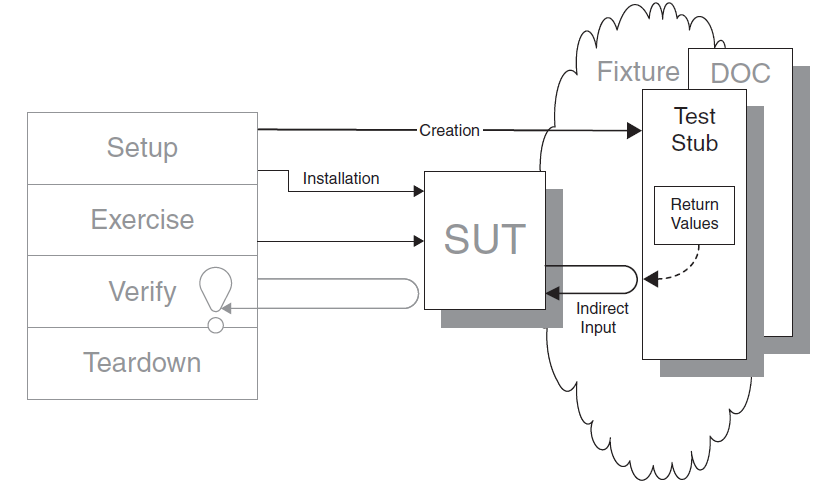 Fixture
DOC
Test
Stub
Creation
Setup
Installation
Return
Values
Exercise
SUT
Verify
Indirect
Input
Teardown